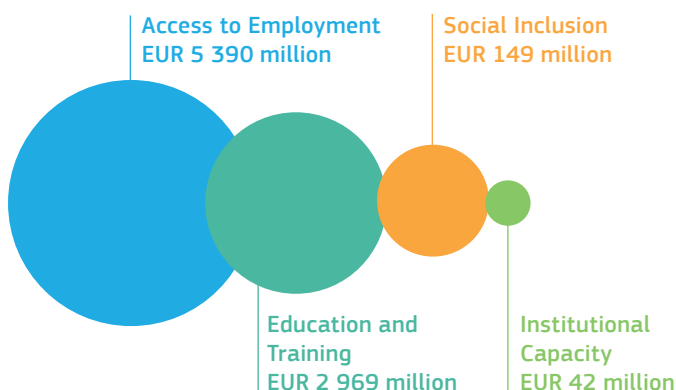 Access to Employment
EUR 5 390 million
Social Inclusion
EUR 149 million
Education and
Training
EUR 2 969 million
Institutional
Capacity
EUR 42 million